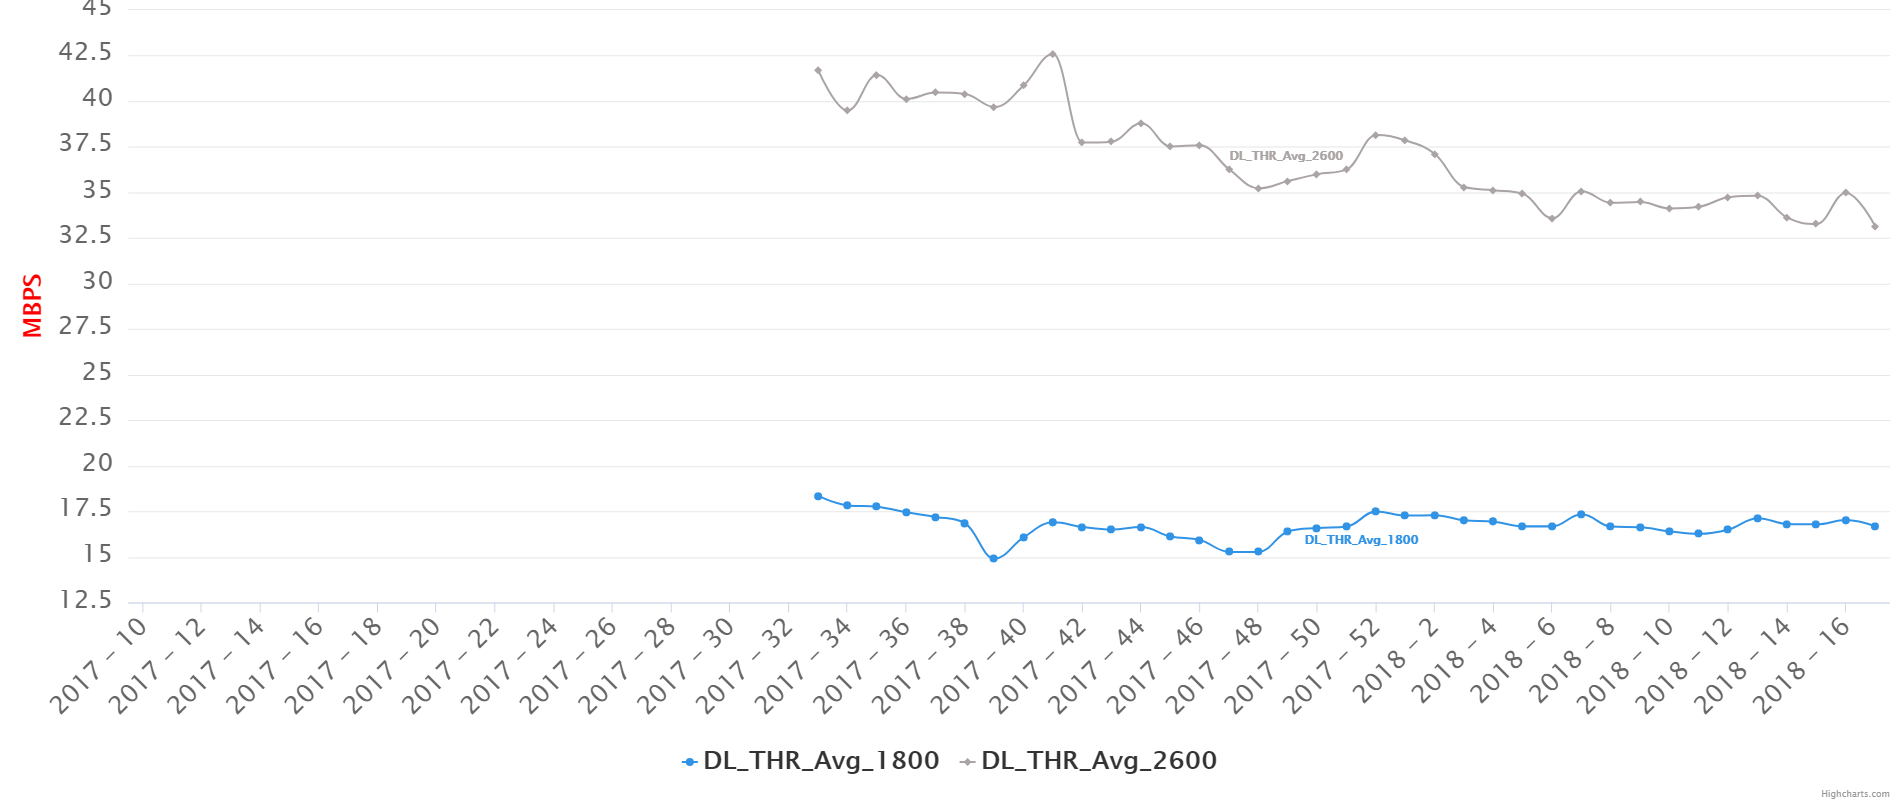 45
42.5
40
37.5
35
32.5
30
27.5
25
22.5
20
17.5
15
12.5
MBPS
DL_THR_Avg_2600
DL_THR_Avg_1800
2017 – 10
2017 – 12
2017 – 14
2017 – 16
2017 – 18
2017 – 20
2017 – 22
2017 – 24
2017 – 26
2017 – 28
2017 – 30
2017 – 32
2017 – 34
2017 – 36
2017 – 38
2017 – 40
2017 – 42
2017 – 44
2017 – 46
2017 – 48
2017 – 50
2017 – 52
2018 – 2
2018 – 4
2018 – 6
2018 – 8
2018 – 10
2018 – 12
2018 – 14
2018 – 16
DL_THR_Avg_1800 DL_THR_Avg_2600
Highcharts.com